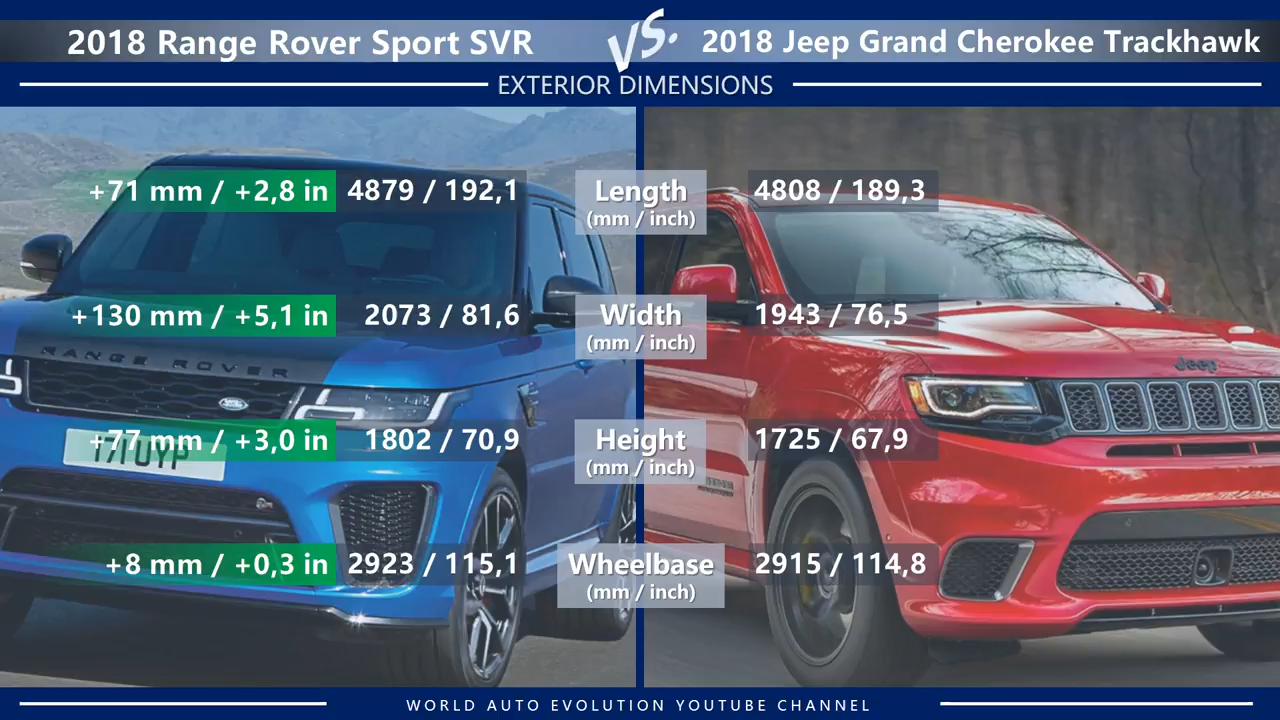 2018 Range Rover Sport SVR
VS.
2018 Jeep Grand Cherokee Trackhawk
EXTERIOR DIMENSIONS
+71 mm / +2,8 in 4879 / 192,1 Length 4808 / 189,3
(mm / inch)
+130 mm / +5,1 in 2073 / 81,6 Width 1943 / 76,5
(mm / inch)
RANGE ROVER
Jeep
+77 mm / +3,0 in 1802 / 70,9 Height 1725 / 67,9
(mm / inch)
+8 mm / +0,3 in 2923 / 115,1 Wheelbase 2915 / 114,8
(mm / inch)
WORLD AUTO EVOLUTION YOUTUBE CHANNEL